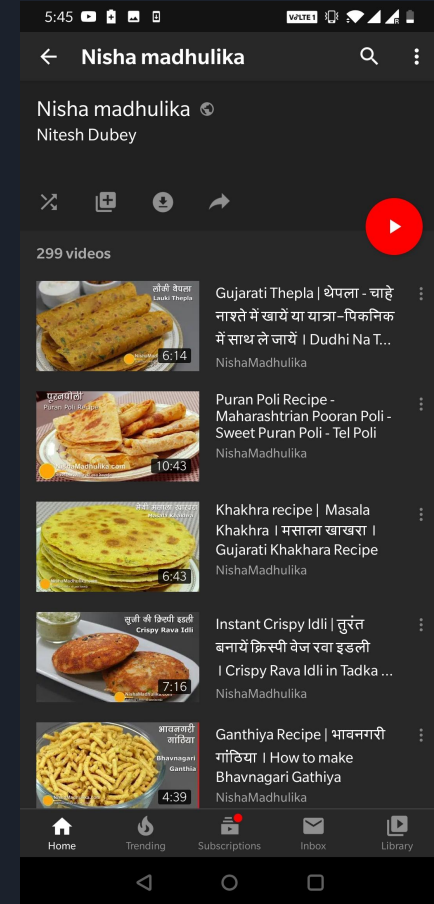 5:45
VoLTE 1
R
Nisha madhulika
Nisha madhulika
Nitesh Dubey
299 videos
लौकी थेपला
Lauki Thepla
6:14
Gujarati Thepla | थेपला - चाहे
नाश्ते में खायें या यात्रा-पिकनिक
में साथ ले जायें । Dudhi Na T...
NishaMadhulika
पूरनपोली
Puran Poli Recipe
NishaMadhulika.com
10:43
Puran Poli Recipe -
Maharashtrian Pooran Poli -
Sweet Puran Poli - Tel Poli
NishaMadhulika
Masala Khakhra
6:43
Khakhra recipe | Masala
Khakhra । मसाला खाखरा ।
Gujarati Khakhara Recipe
NishaMadhulika
सूजी की क्रिस्पी इडली
Crispy Rava Idli
7:16
Instant Crispy Idli | तुरंत
बनायें क्रिस्पी वेज रवा इडली
। Crispy Rava Idli in Tadka ...
NishaMadhulika
भावनगरी
गांठिया
Bhavnagari
Ganthia
4:39
Ganthiya Recipe | भावनगरी
गांठिया । How to make
Bhavnagari Gathiya
NishaMadhulika
Home
Trending
Subscriptions
Inbox
Library